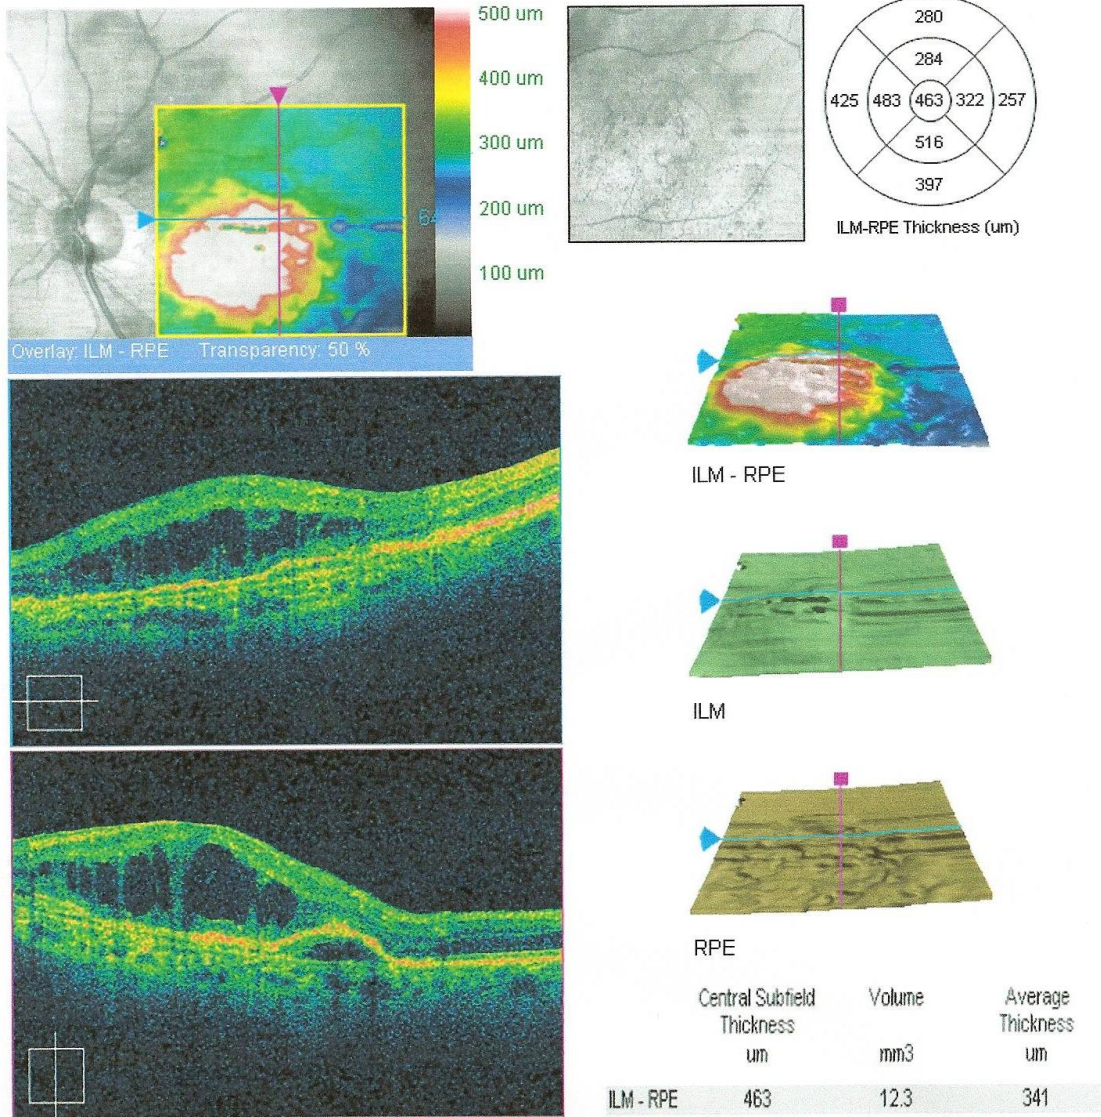 500 um
400 um
300 um
200 um
100 um
Overlay: ILM - RPE Transparency: 50 %
280
284
425 483 463 322 257
516
397
ILM-RPE Thickness (um)
ILM - RPE
ILM
RPE
Central Subfield Thickness um
Volume mm3
Average Thickness um
ILM - RPE 463 12.3 341